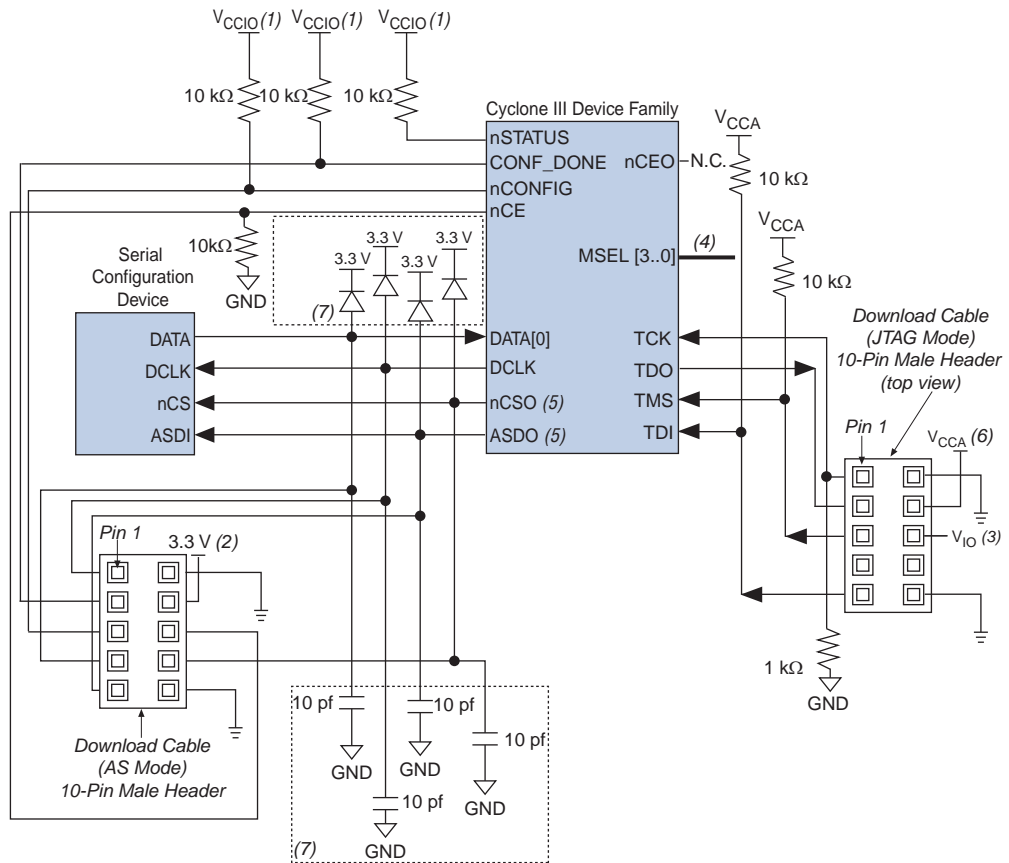 VCCIO (1) VCCIO (1) VCCIO (1)
10 kΩ 10 kΩ 10 kΩ
Cyclone III Device Family
nSTATUS
CONF_DONE
nCONFIG
nCE
nCEO N.C.
MSEL [3..0] (4)
VCCA
10 kΩ
VCCA
10 kΩ
10kΩ
GND
3.3 V 3.3 V 3.3 V 3.3 V
(7)
Serial
Configuration
Device
DATA
DCLK
nCS
ASDI
DATA[0]
DCLK
nCSO (5)
ASDO (5)
TCK
TDO
TMS
TDI
Download Cable
(JTAG Mode)
10-Pin Male Header
(top view)
Pin 1
VCCA (6)
VIO (3)
1 kΩ
GND
Pin 1
3.3 V (2)
Download Cable
(AS Mode)
10-Pin Male Header
10 pf
GND
10 pf
GND
10 pf
GND
10 pf
GND
(7)